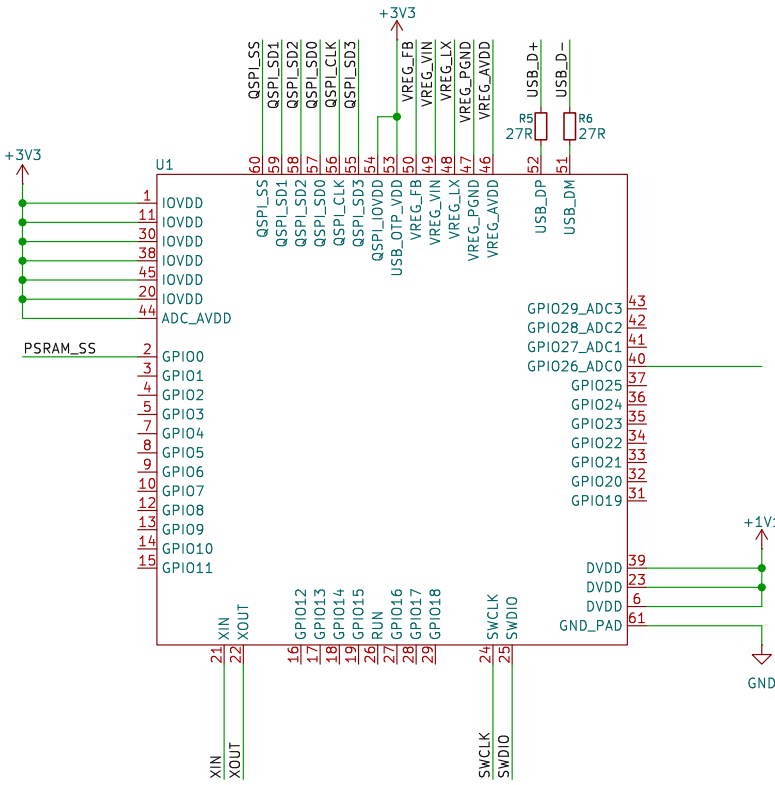 +3V3
QSPI_SS
QSPI_SD1
QSPI_SD2
QSPI_SD0
QSPI_CLK
QSPI_SD3
VREG_FB
VREG_VIN
VREG_LX
VREG_PGND
VREG_AVDD
USB_D+
USB_D-
R5
27R
R6
27R
+3V3
U1
60
59
58
57
56
55
54
53
50
49
48
47
46
52
51
QSPI_SS
QSPI_SD1
QSPI_SD2
QSPI_SD0
QSPI_CLK
QSPI_SD3
QSPI_IOVDD
USB_OTP_VDD
VREG_FB
VREG_VIN
VREG_LX
VREG_PGND
VREG_AVDD
USB_DP
USB_DM
1 IOVDD
11 IOVDD
30 IOVDD
38 IOVDD
45 IOVDD
20 IOVDD
44 ADC_AVDD
PSRAM_SS
2 GPIO0
3 GPIO1
4 GPIO2
5 GPIO3
7 GPIO4
8 GPIO5
9 GPIO6
10 GPIO7
12 GPIO8
13 GPIO9
14 GPIO10
15 GPIO11
GPIO29_ADC3 43
GPIO28_ADC2 42
GPIO27_ADC1 41
GPIO26_ADC0 40
GPIO25 37
GPIO24 36
GPIO23 35
GPIO22 34
GPIO21 33
GPIO20 32
GPIO19 31
+1V1
DVDD 39
DVDD 23
DVDD 6
GND_PAD 61
GND
XIN
XOUT
GPIO12
GPIO13
GPIO14
GPIO15
RUN
GPIO16
GPIO17
GPIO18
SWCLK
SWDIO
21
22
16
17
18
19
26
27
28
29
24
25
XIN
XOUT
SWCLK
SWDIO